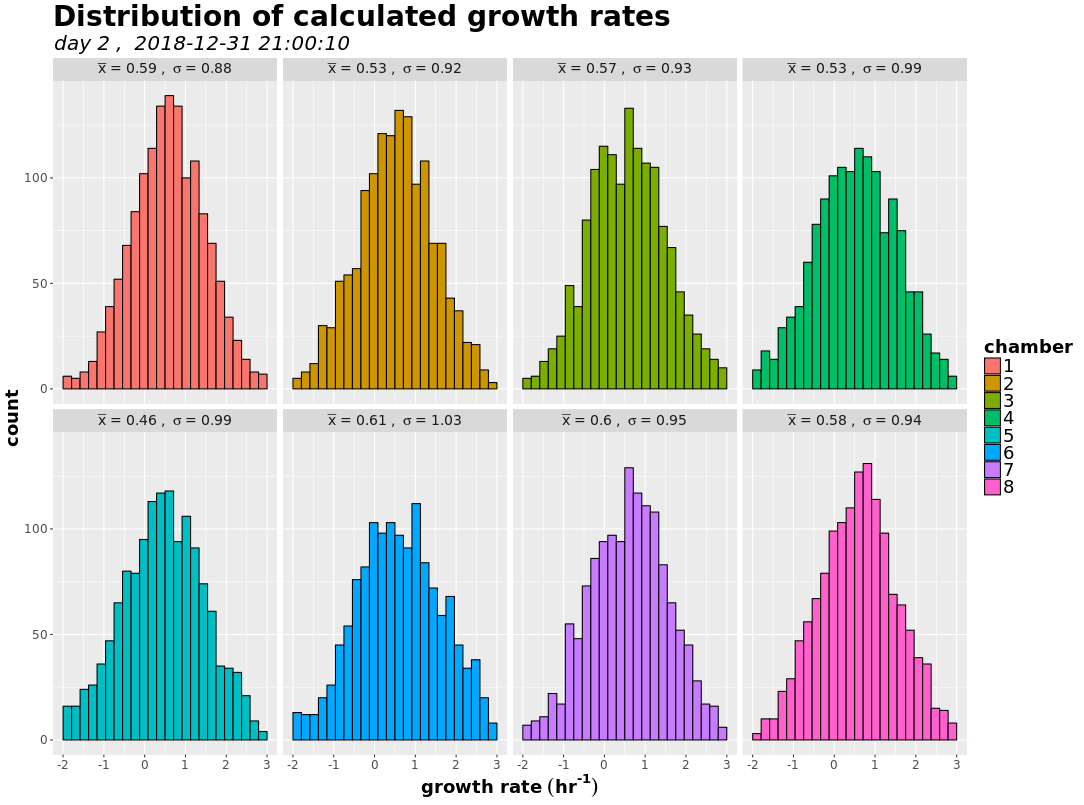 Distribution of calculated growth rates
day 2 ,  2018-12-31 21:00:10
x̅ = 0.59 ,  σ = 0.88
x̅ = 0.53 ,  σ = 0.92
x̅ = 0.57 ,  σ = 0.93
x̅ = 0.53 ,  σ = 0.99
100
50
0
x̅ = 0.46 ,  σ = 0.99
x̅ = 0.61 ,  σ = 1.03
x̅ = 0.6 ,  σ = 0.95
x̅ = 0.58 ,  σ = 0.94
100
50
0
-2 -1 0 1 2 3
-2 -1 0 1 2 3
-2 -1 0 1 2 3
-2 -1 0 1 2 3
count
growth rate (hr⁻¹)
chamber
1
2
3
4
5
6
7
8